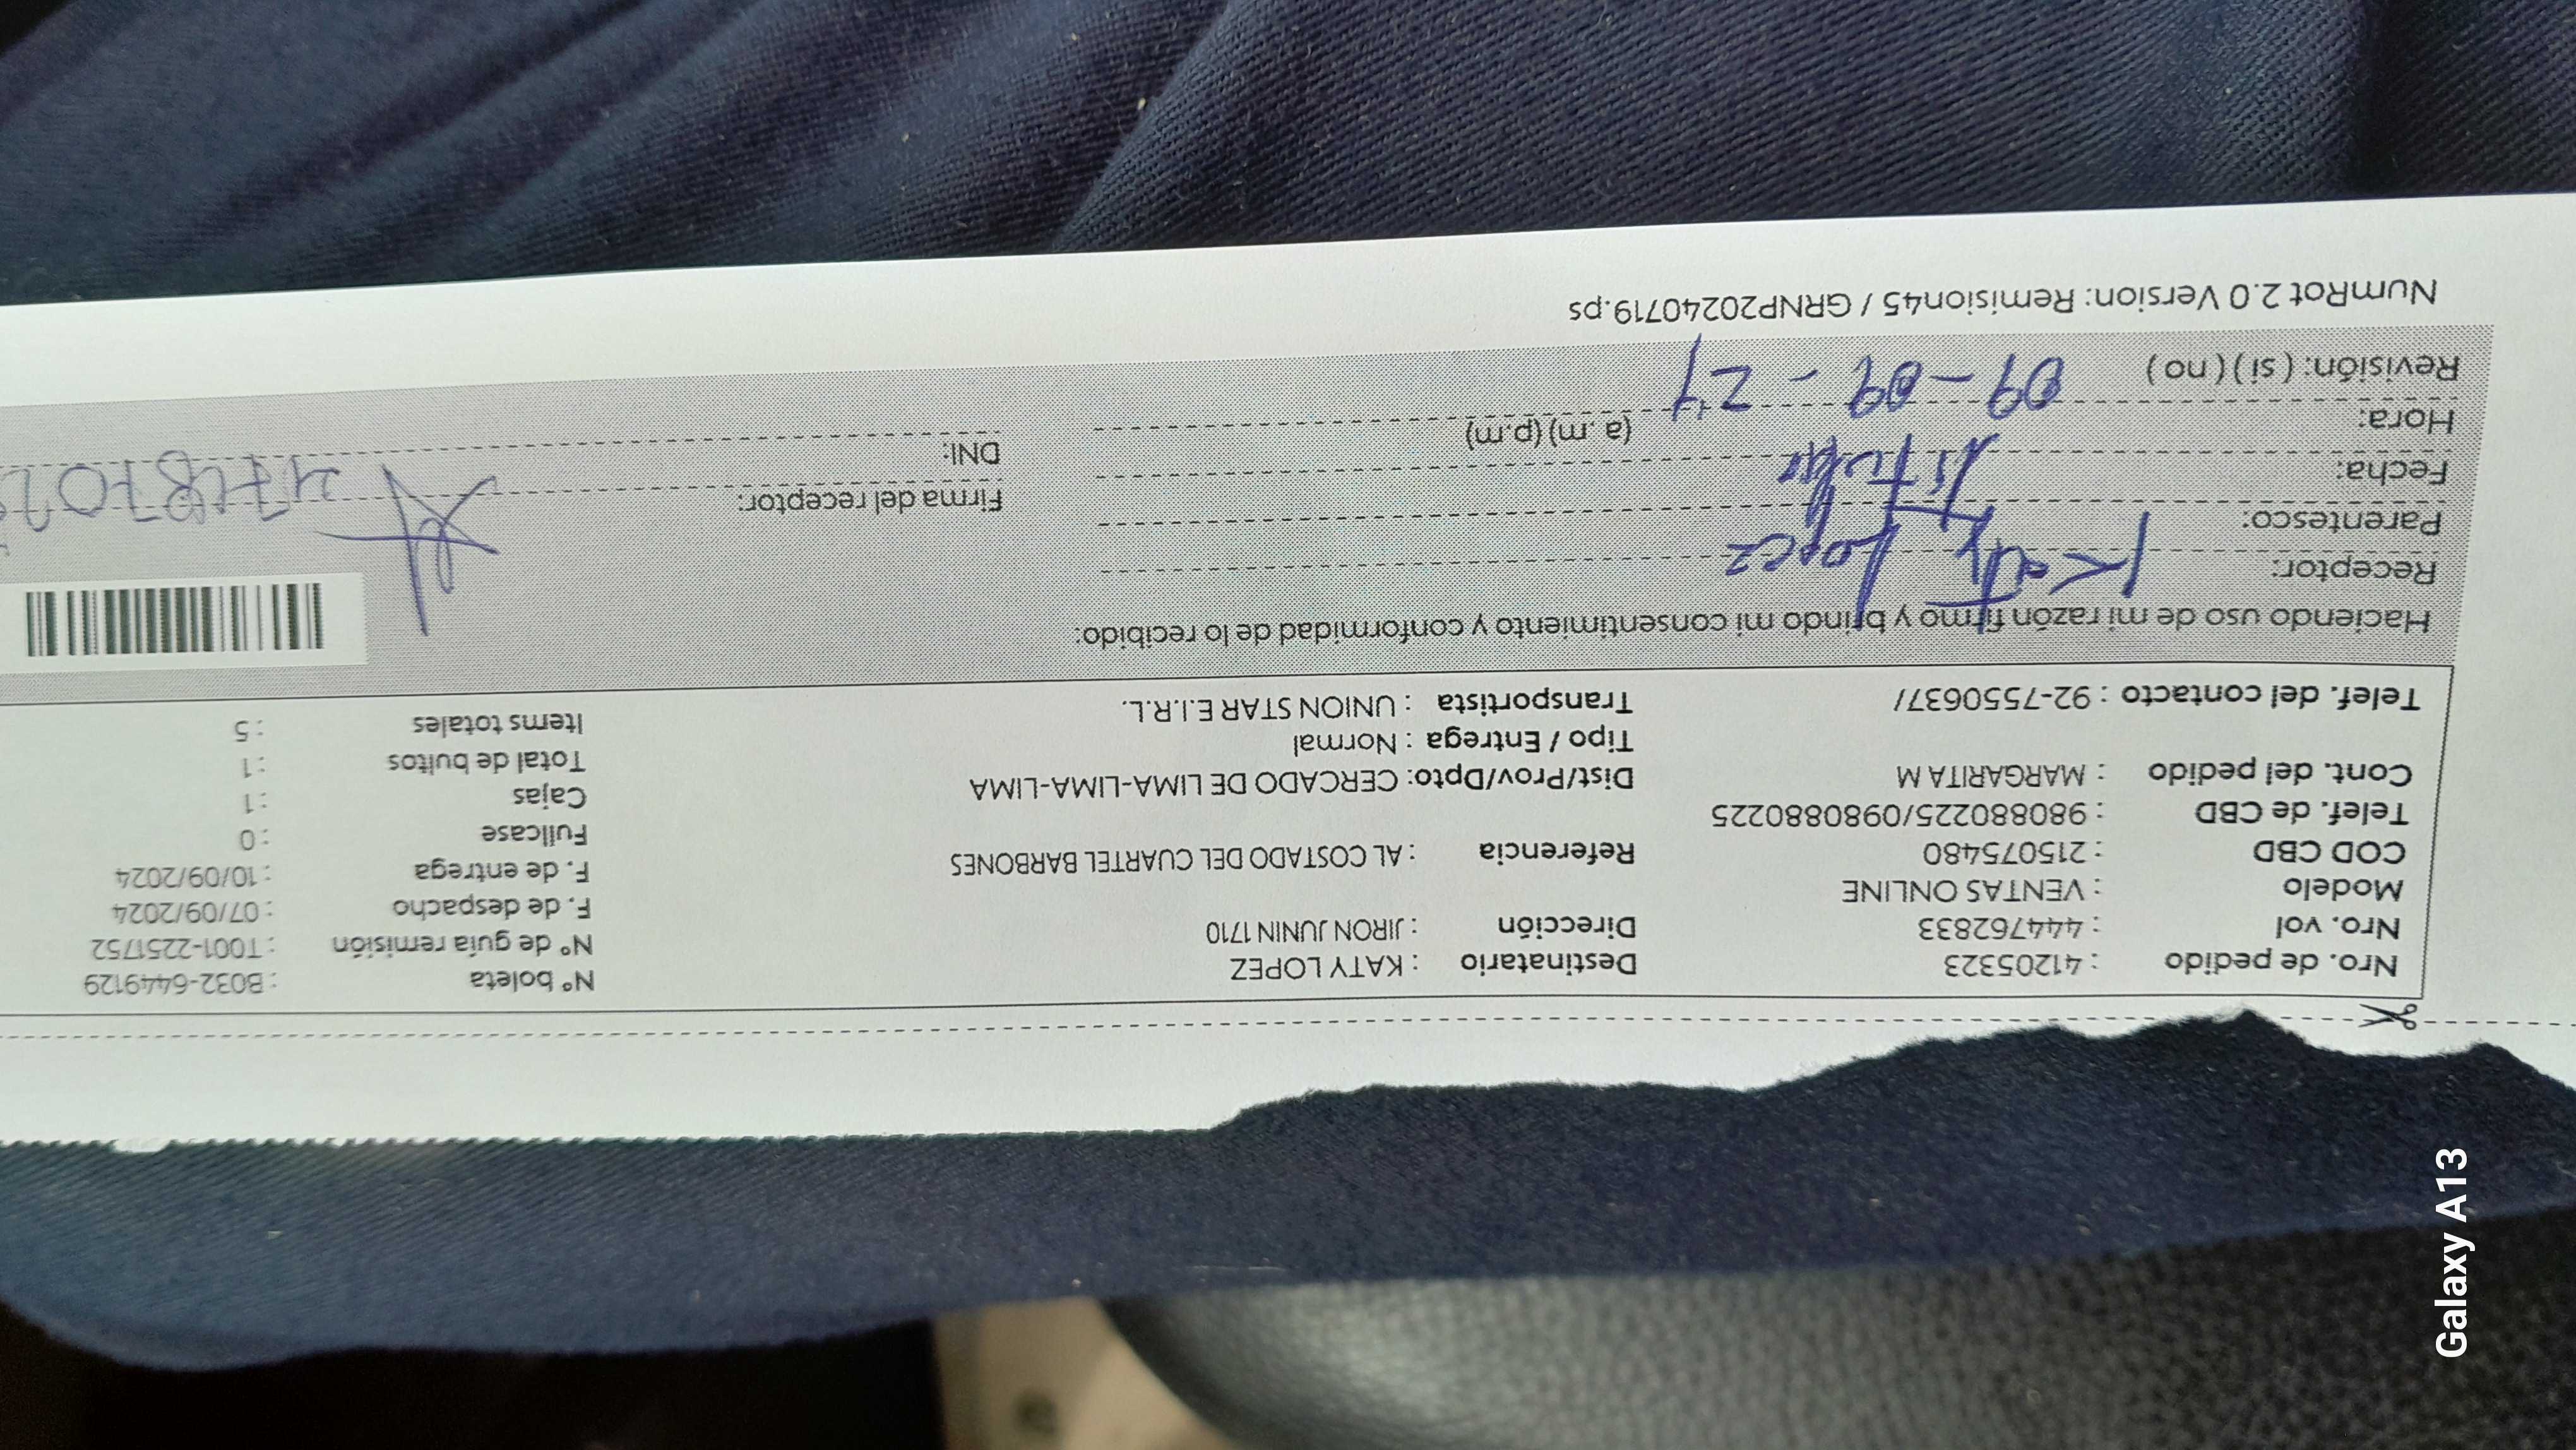 Nro. de pedido : 41205323 Destinatario : KATY LOPEZ N° boleta : B032-6449129
Nro. vol : 444762833 Dirección : JIRON JUNIN 1710 N° de guía remisión : T001-2251752
Modelo : VENTAS ONLINE F. de despacho : 07/09/2024
COD CBD : 215075480 Referencia : AL COSTADO DEL CUARTEL BARBONES F. de entrega : 10/09/2024
Telef. de CBD : 980880225/0980880225 Fullcase : 0
Cont. del pedido : MARGARITA M Dist/Prov/Dpto: CERCADO DE LIMA-LIMA-LIMA Cajas : 1
Tipo / Entrega : Normal Total de bultos : 1
Telef. del contacto : 92-7550637/ Transportista : UNION STAR E.I.R.L. Items totales : 5
Haciendo uso de mi razón firmo y brindo mi consentimiento y conformidad de lo recibido:
Receptor: Katy Lopez
Parentesco: Firma del receptor:
Fecha: DNI:
Hora: (a .m) (p.m)
Revisión: ( si ) ( no ) 09-09-24
NumRot 2.0 Version: Remision45 / GRNP20240719.ps
Galaxy A13